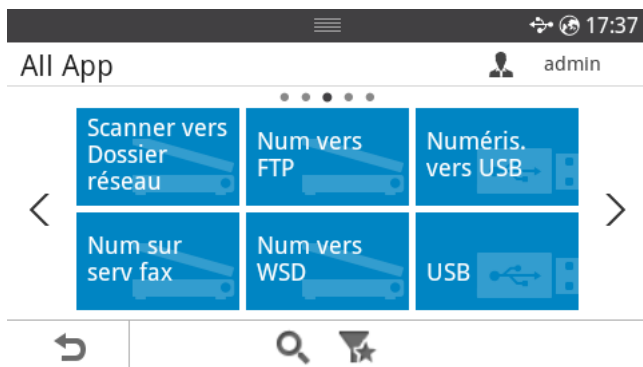 17:37
All App
admin
Scanner vers
Dossier
réseau
Num vers
FTP
Numéris.
vers USB
Num sur
serv fax
Num vers
WSD
USB